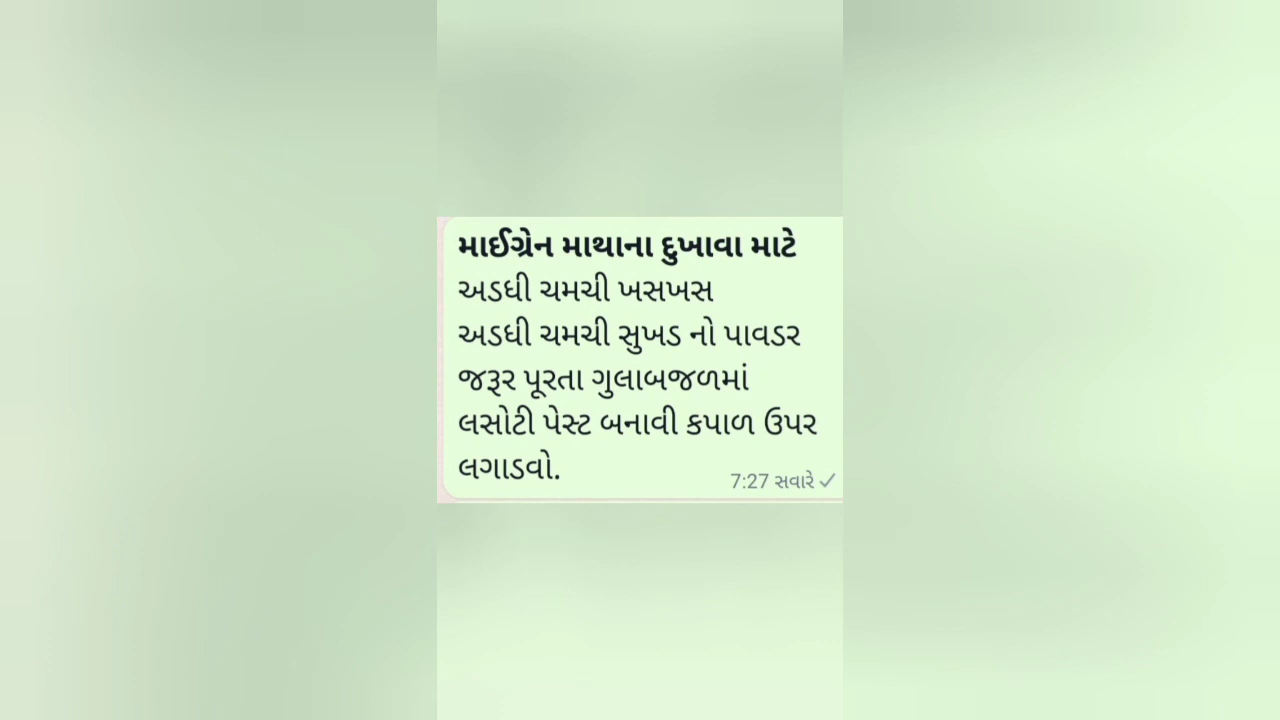 માઈગ્રેન માથાના દુખાવા માટે
અડધી ચમચી ખસખસ
અડધી ચમચી સુખડ નો પાવડર
જરૂર પૂરતા ગુલાબજળમાં
લસોટી પેસ્ટ બનાવી કપાળ ઉપર
લગાડવો.
7:27 સવારે